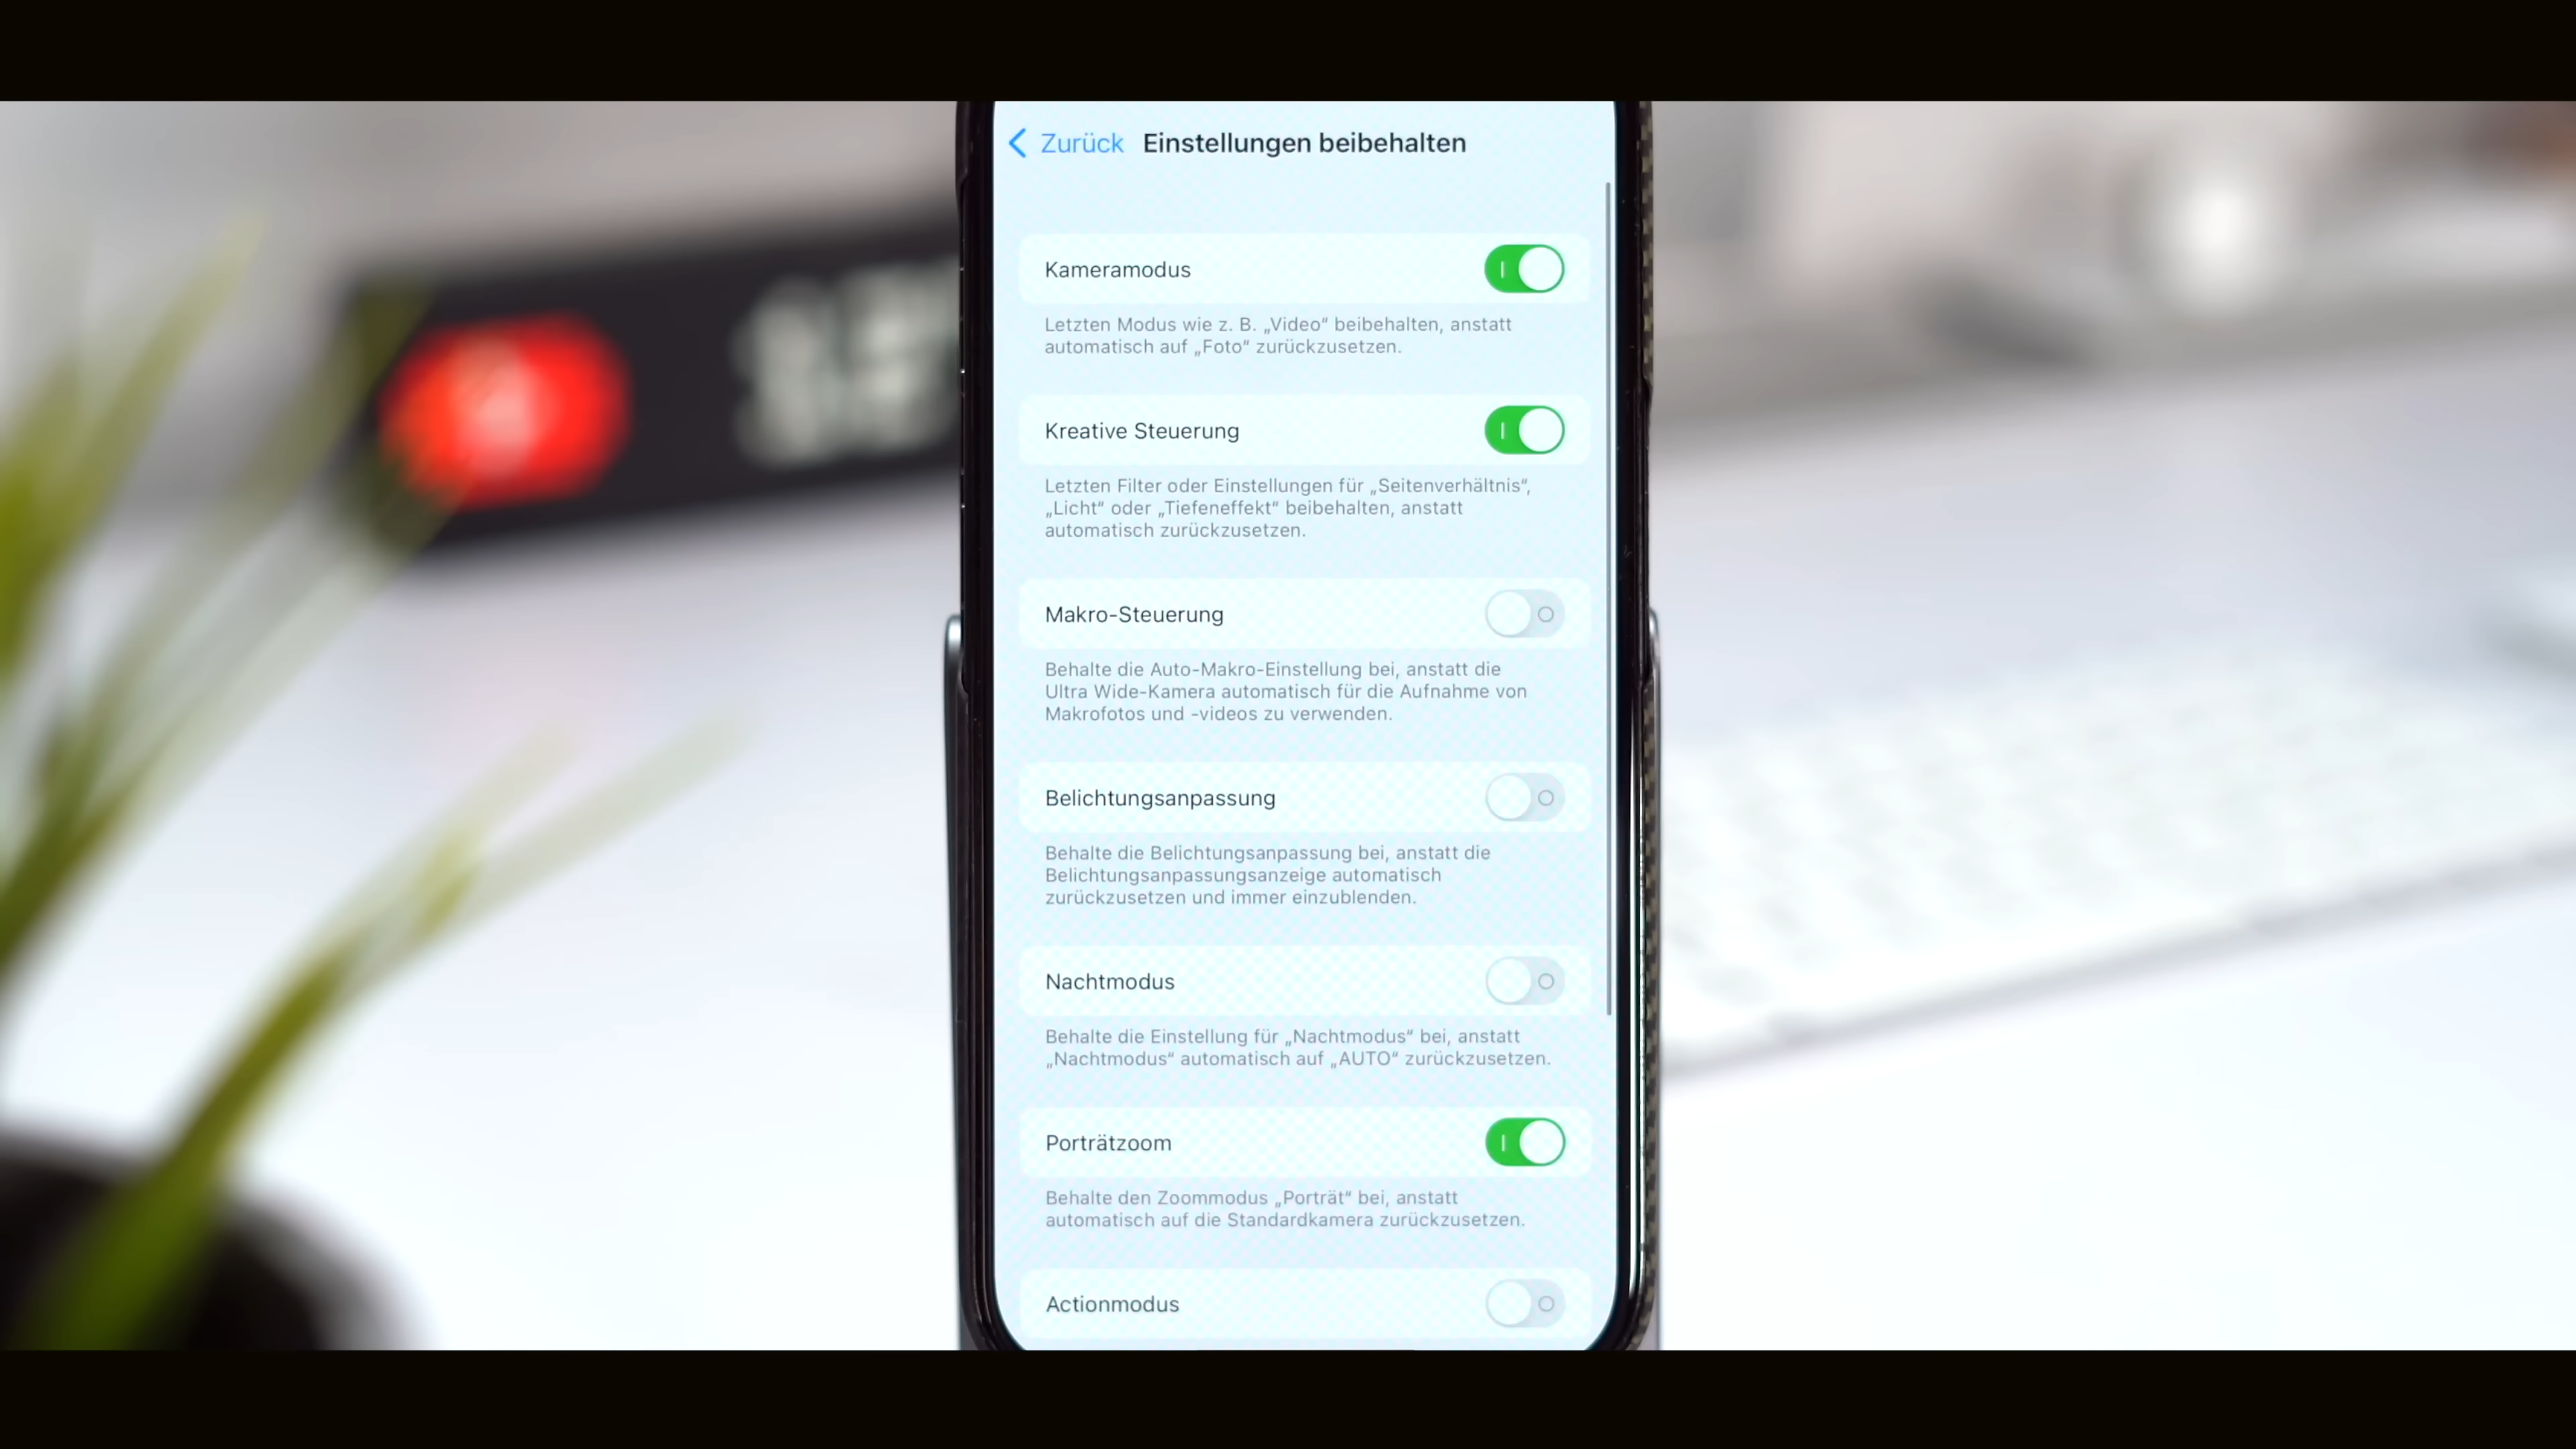 Zurück Einstellungen beibehalten
Kameramodus
Letzten Modus wie z. B. „Video“ beibehalten, anstatt
automatisch auf „Foto“ zurückzusetzen.
Kreative Steuerung
Letzten Filter oder Einstellungen für „Seitenverhältnis“,
„Licht“ oder „Tiefeneffekt“ beibehalten, anstatt
automatisch zurückzusetzen.
Makro-Steuerung
Behalte die Auto-Makro-Einstellung bei, anstatt die
Ultra Wide-Kamera automatisch für die Aufnahme von
Makrofotos und -videos zu verwenden.
Belichtungsanpassung
Behalte die Belichtungsanpassung bei, anstatt die
Belichtungsanpassungsanzeige automatisch
zurückzusetzen und immer einzublenden.
Nachtmodus
Behalte die Einstellung für „Nachtmodus“ bei, anstatt
„Nachtmodus“ automatisch auf „AUTO“ zurückzusetzen.
Porträtzoom
Behalte den Zoommodus „Porträt“ bei, anstatt
automatisch auf die Standardkamera zurückzusetzen.
Actionmodus